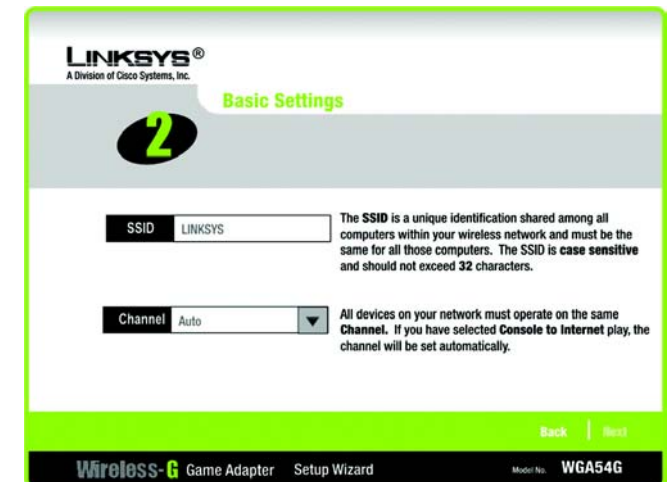 LINKSYS®
A Division of Cisco Systems, Inc.
Basic Settings
2
SSID
LINKSYS
The SSID is a unique identification shared among all
computers within your wireless network and must be the
same for all those computers. The SSID is case sensitive
and should not exceed 32 characters.
Channel
Auto
All devices on your network must operate on the same
Channel. If you have selected Console to Internet play, the
channel will be set automatically.
Back
Next
Wireless-G Game Adapter Setup Wizard
Model No. WGA54G